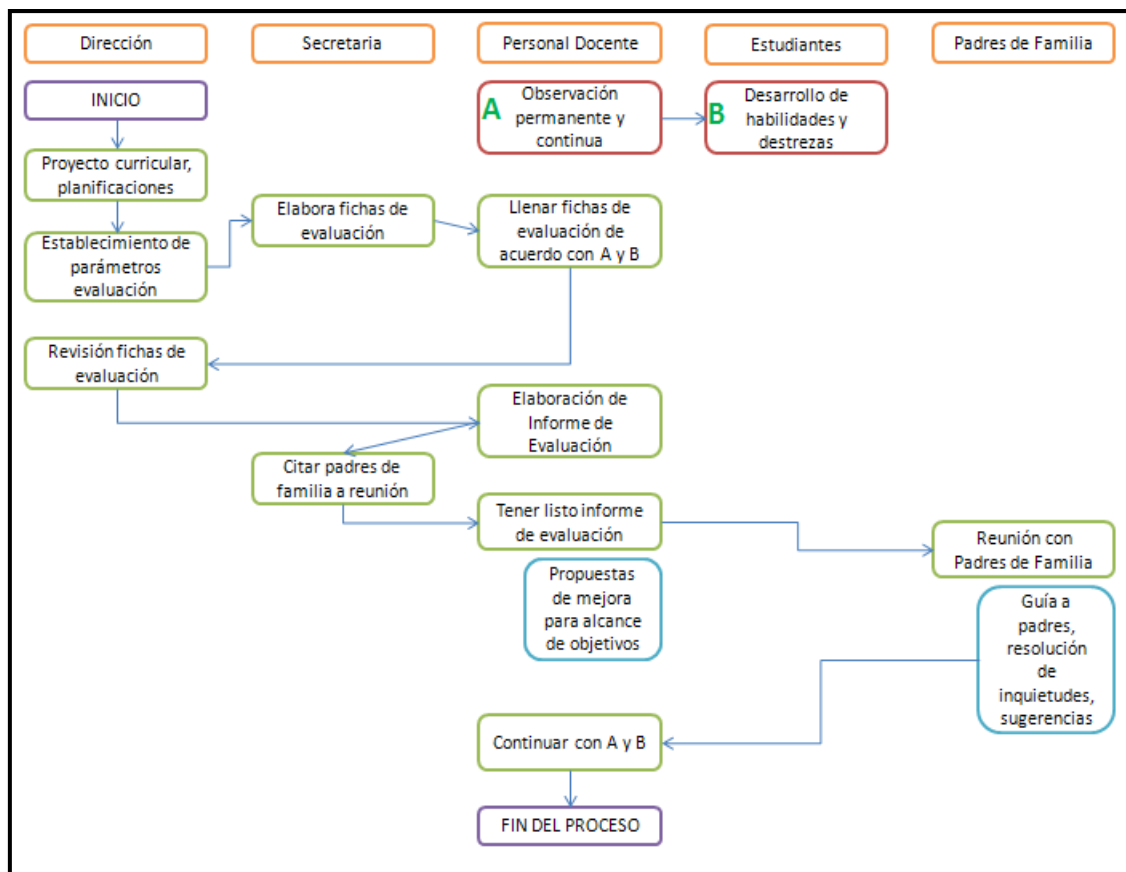 Dirección
Secretaria
Personal Docente
Estudiantes
Padres de Familia
INICIO
A
Observación
permanente y
continua
B
Desarrollo de
habilidades y
destrezas
Proyecto curricular,
planificaciones
Elabora fichas de
evaluación
Llenar fichas de
evaluación de
acuerdo con A y B
Establecimiento de
parámetros
evaluación
Revisión fichas de
evaluación
Elaboración de
Informe de
Evaluación
Citar padres de
familia a reunión
Tener listo informe
de evaluación
Reunión con
Padres de Familia
Propuestas
de mejora
para alcance
de objetivos
Guía a
padres,
resolución
de
inquietudes,
sugerencias
Continuar con A y B
FIN DEL PROCESO